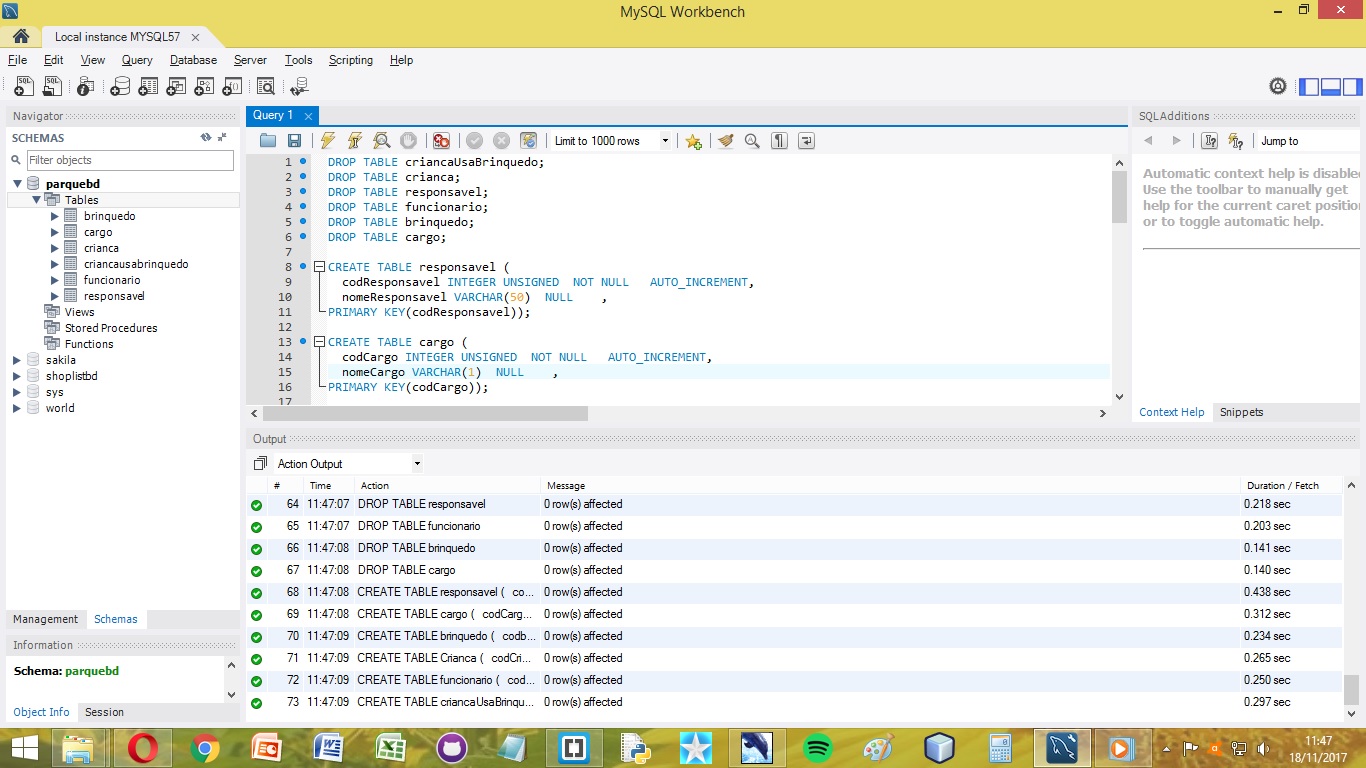 MySQL Workbench
Local instance MYSQL57
File Edit View Query Database Server Tools Scripting Help
Navigator
SCHEMAS
Filter objects
parquebd
Tables
brinquedo
cargo
crianca
criancausabrinquedo
funcionario
responsavel
Views
Stored Procedures
Functions
sakila
shoplistbd
sys
world
Management Schemas
Information
Schema: parquebd
Object Info Session
Query 1
Limit to 1000 rows
1 DROP TABLE criancaUsaBrinquedo;
2 DROP TABLE crianca;
3 DROP TABLE responsavel;
4 DROP TABLE funcionario;
5 DROP TABLE brinquedo;
6 DROP TABLE cargo;
7
8 CREATE TABLE responsavel (
9 codResponsavel INTEGER UNSIGNED NOT NULL AUTO_INCREMENT,
10 nomeResponsavel VARCHAR(50) NULL ,
11 PRIMARY KEY(codResponsavel));
12
13 CREATE TABLE cargo (
14 codCargo INTEGER UNSIGNED NOT NULL AUTO_INCREMENT,
15 nomeCargo VARCHAR(1) NULL ,
16 PRIMARY KEY(codCargo));
17
SQLAdditions
Jump to
Automatic context help is disabled
Use the toolbar to manually get
help for the current caret position
or to toggle automatic help.
Context Help Snippets
Output
Action Output
# Time Action Message Duration / Fetch
64 11:47:07 DROP TABLE responsavel 0 row(s) affected 0.218 sec
65 11:47:07 DROP TABLE funcionario 0 row(s) affected 0.203 sec
66 11:47:08 DROP TABLE brinquedo 0 row(s) affected 0.141 sec
67 11:47:08 DROP TABLE cargo 0 row(s) affected 0.140 sec
68 11:47:08 CREATE TABLE responsavel ( co... 0 row(s) affected 0.438 sec
69 11:47:08 CREATE TABLE cargo ( codCarg... 0 row(s) affected 0.312 sec
70 11:47:09 CREATE TABLE brinquedo ( codb... 0 row(s) affected 0.234 sec
71 11:47:09 CREATE TABLE Crianca ( codCri... 0 row(s) affected 0.265 sec
72 11:47:09 CREATE TABLE funcionario ( cod... 0 row(s) affected 0.250 sec
73 11:47:09 CREATE TABLE criancaUsaBrinqu... 0 row(s) affected 0.297 sec
11:47
18/11/2017